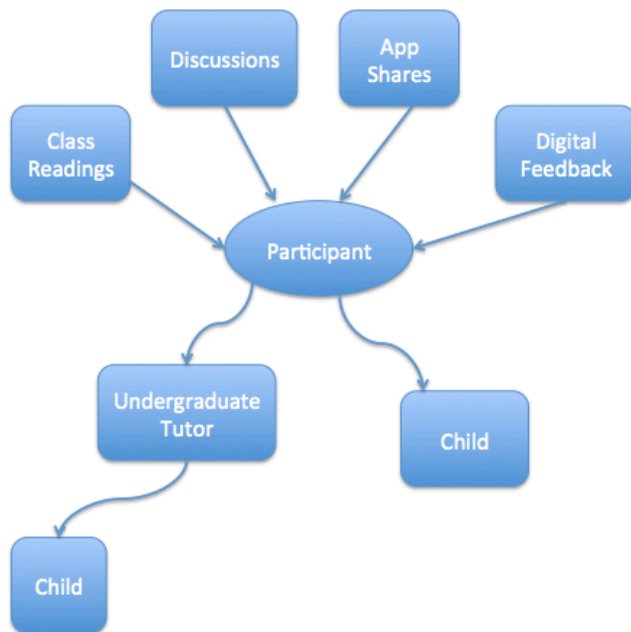 Discussions
App
Shares
Class
Readings
Digital
Feedback
Participant
Undergraduate
Tutor
Child
Child